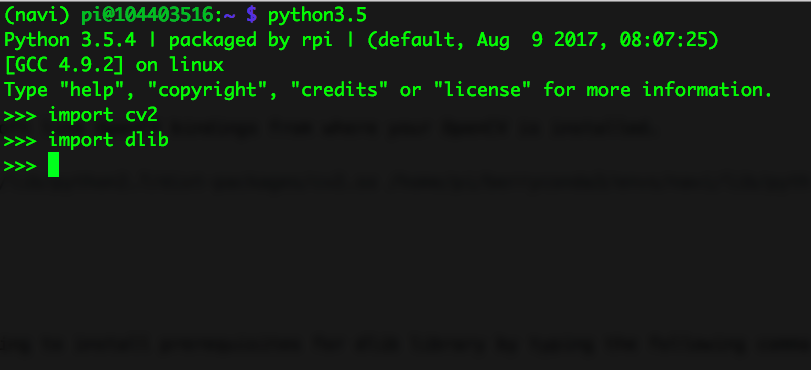 (navi) pi@104403516:~ $ python3.5
Python 3.5.4 | packaged by rpi | (default, Aug  9 2017, 08:07:25)
[GCC 4.9.2] on linux
Type "help", "copyright", "credits" or "license" for more information.
>>> import cv2
>>> import dlib
>>>